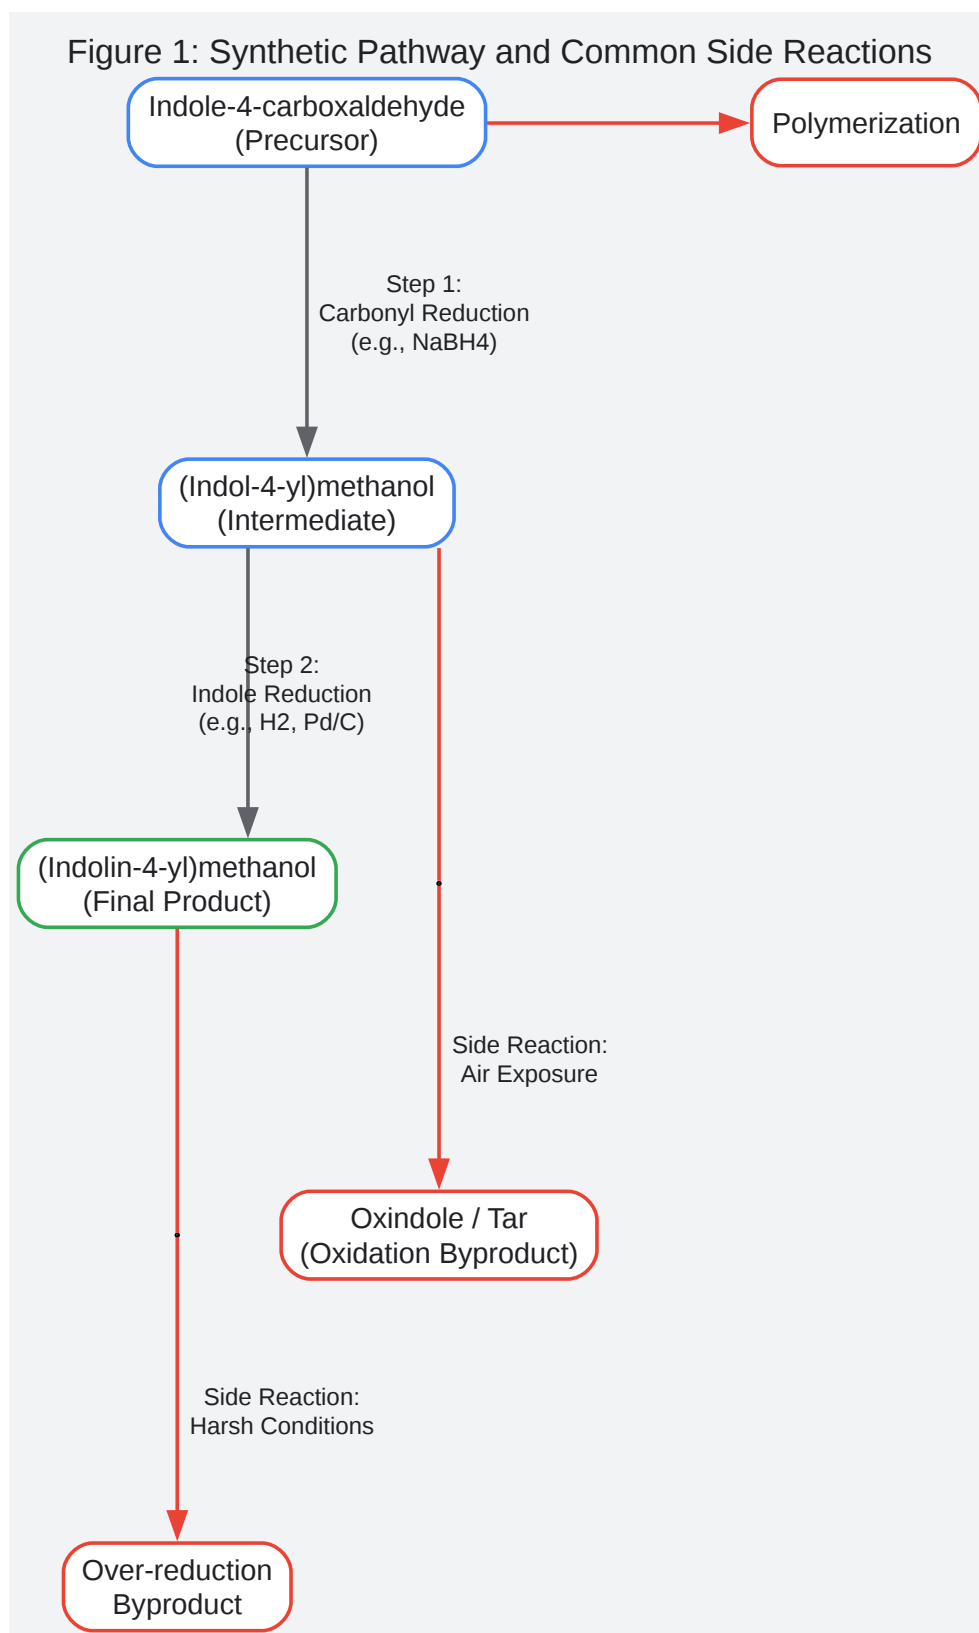 Figure 1: Synthetic Pathway and Common Side Reactions
Indole-4-carboxaldehyde
(Precursor)
Polymerization
Step 1:
Carbonyl Reduction
(e.g., NaBH4)
(Indol-4-yl)methanol
(Intermediate)
Step 2:
Indole Reduction
(e.g., H2, Pd/C)
(Indolin-4-yl)methanol
(Final Product)
Side Reaction:
Air Exposure
Oxindole / Tar
(Oxidation Byproduct)
Side Reaction:
Harsh Conditions
Over-reduction
Byproduct